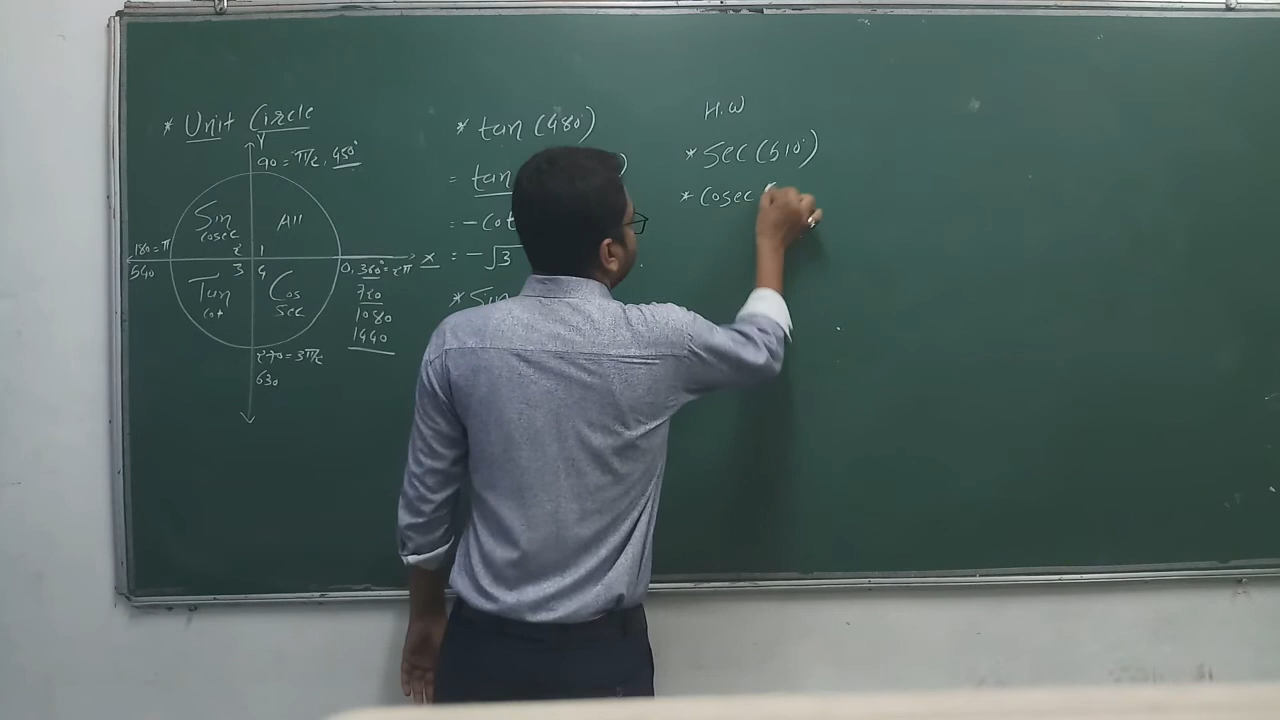 * Unit Circle
Y
90 = π/2, 450°
Sin
cosec
All
2 1
180 = π
540
3 4
0, 360° = 2π
x
720
1080
1440
Tan
cot
Cos
Sec
270 = 3π/2
630
* tan (480°)
= tan )
= -cot
= -√3
* Sin
H.W
* Sec (510°)
* Cosec